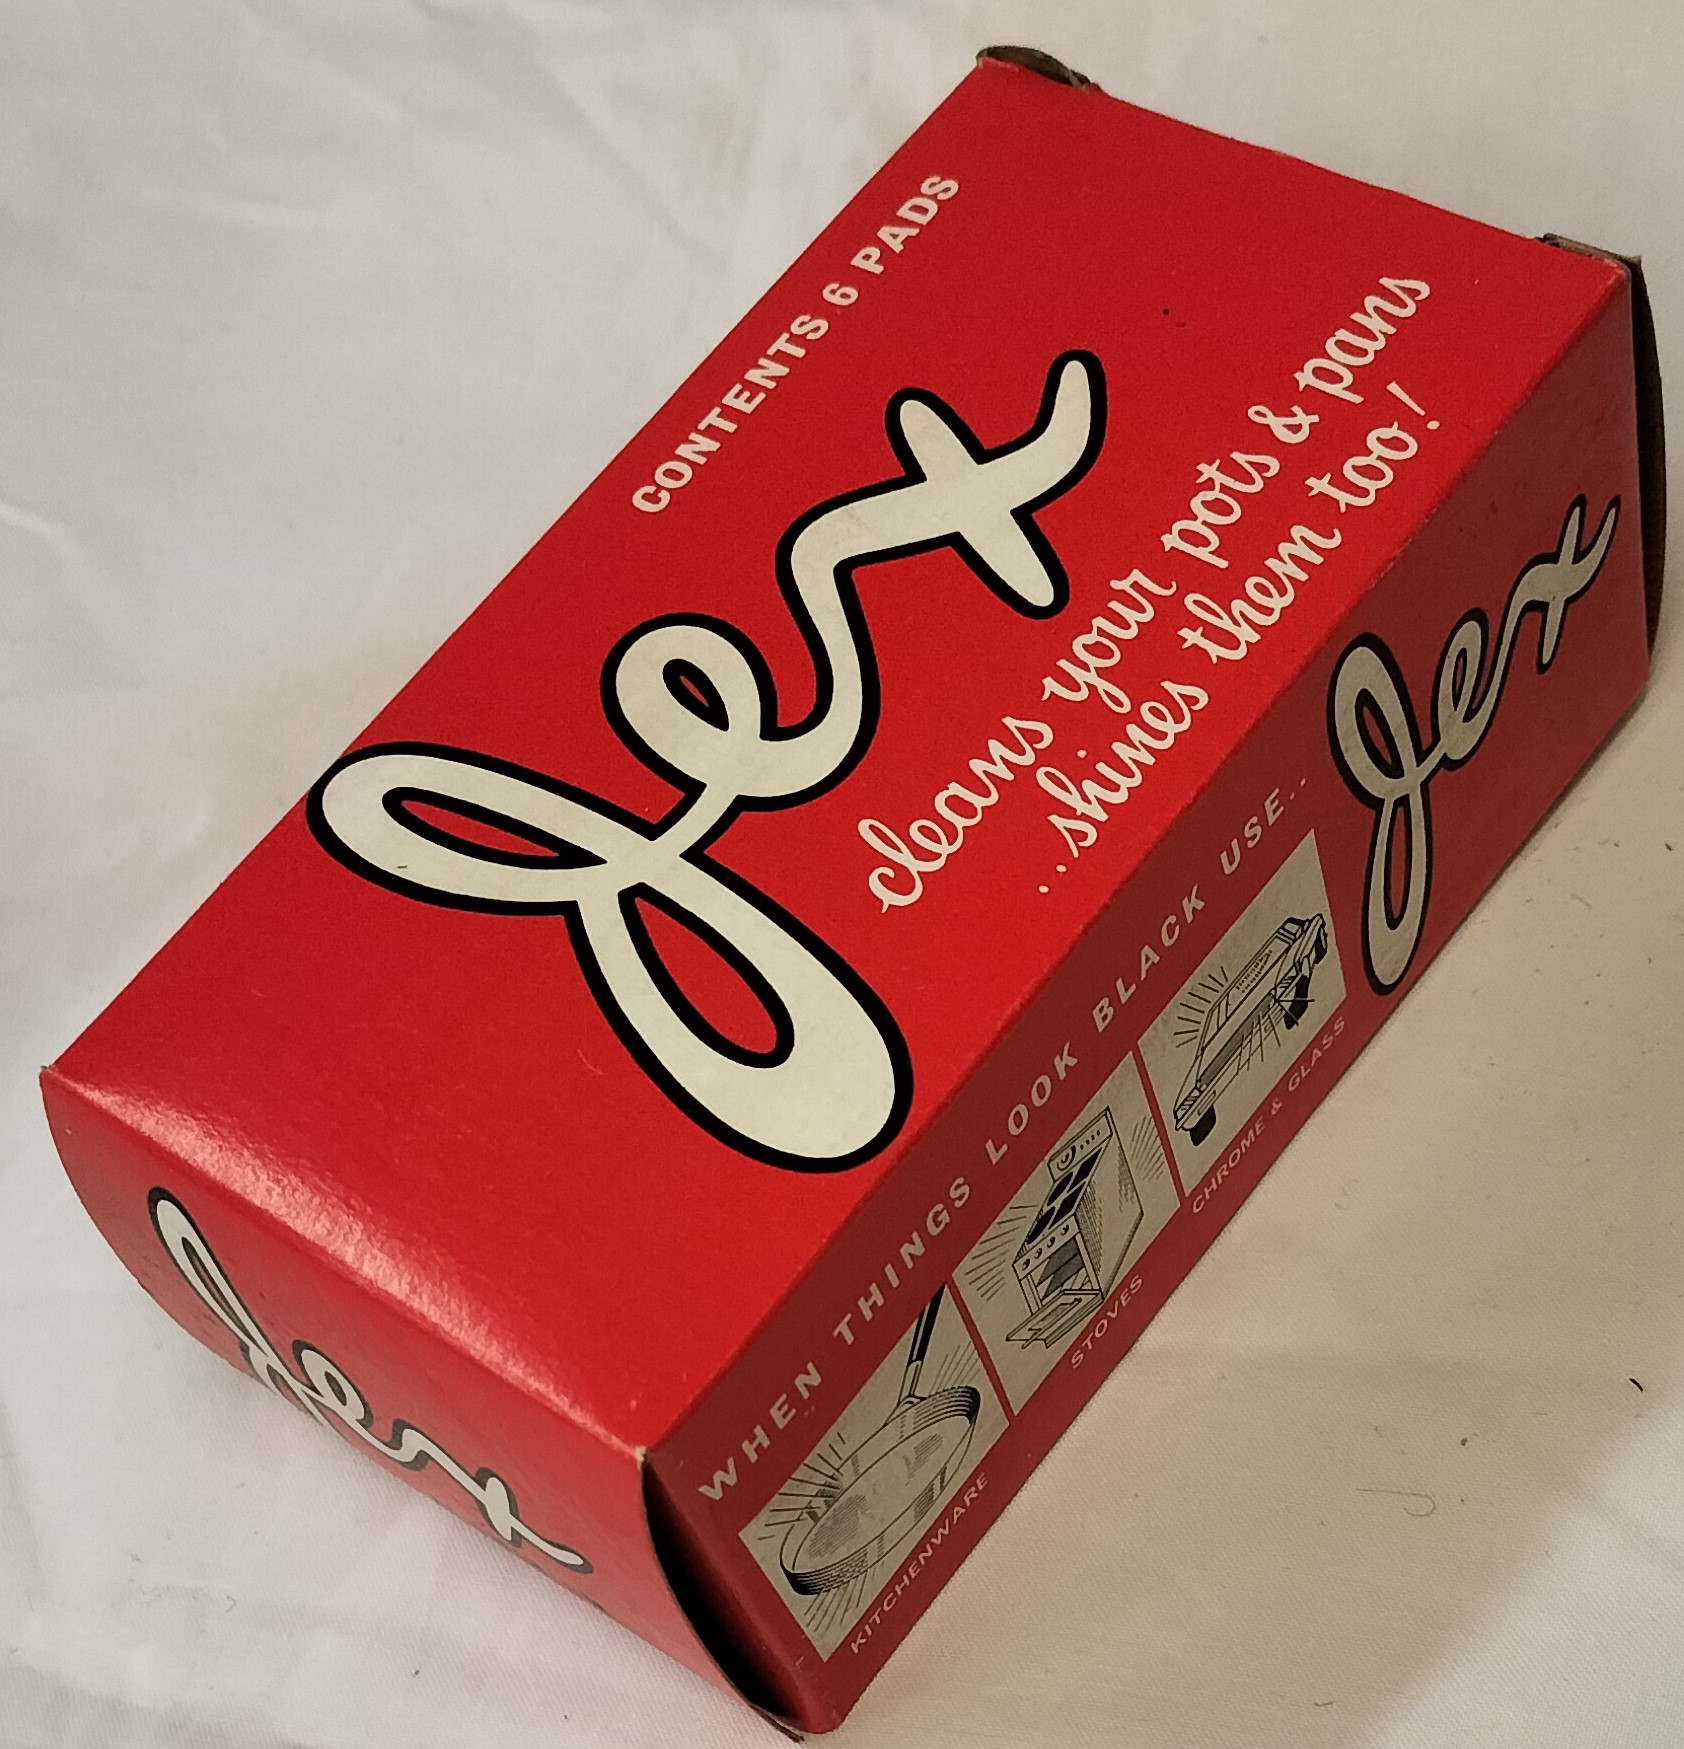 CONTENTS 6 PADS
Jex
cleans your pots & pans
..shines them too!
WHEN THINGS LOOK BLACK USE..
Jex
KITCHENWARE
STOVES
CHROME & GLASS
Jex